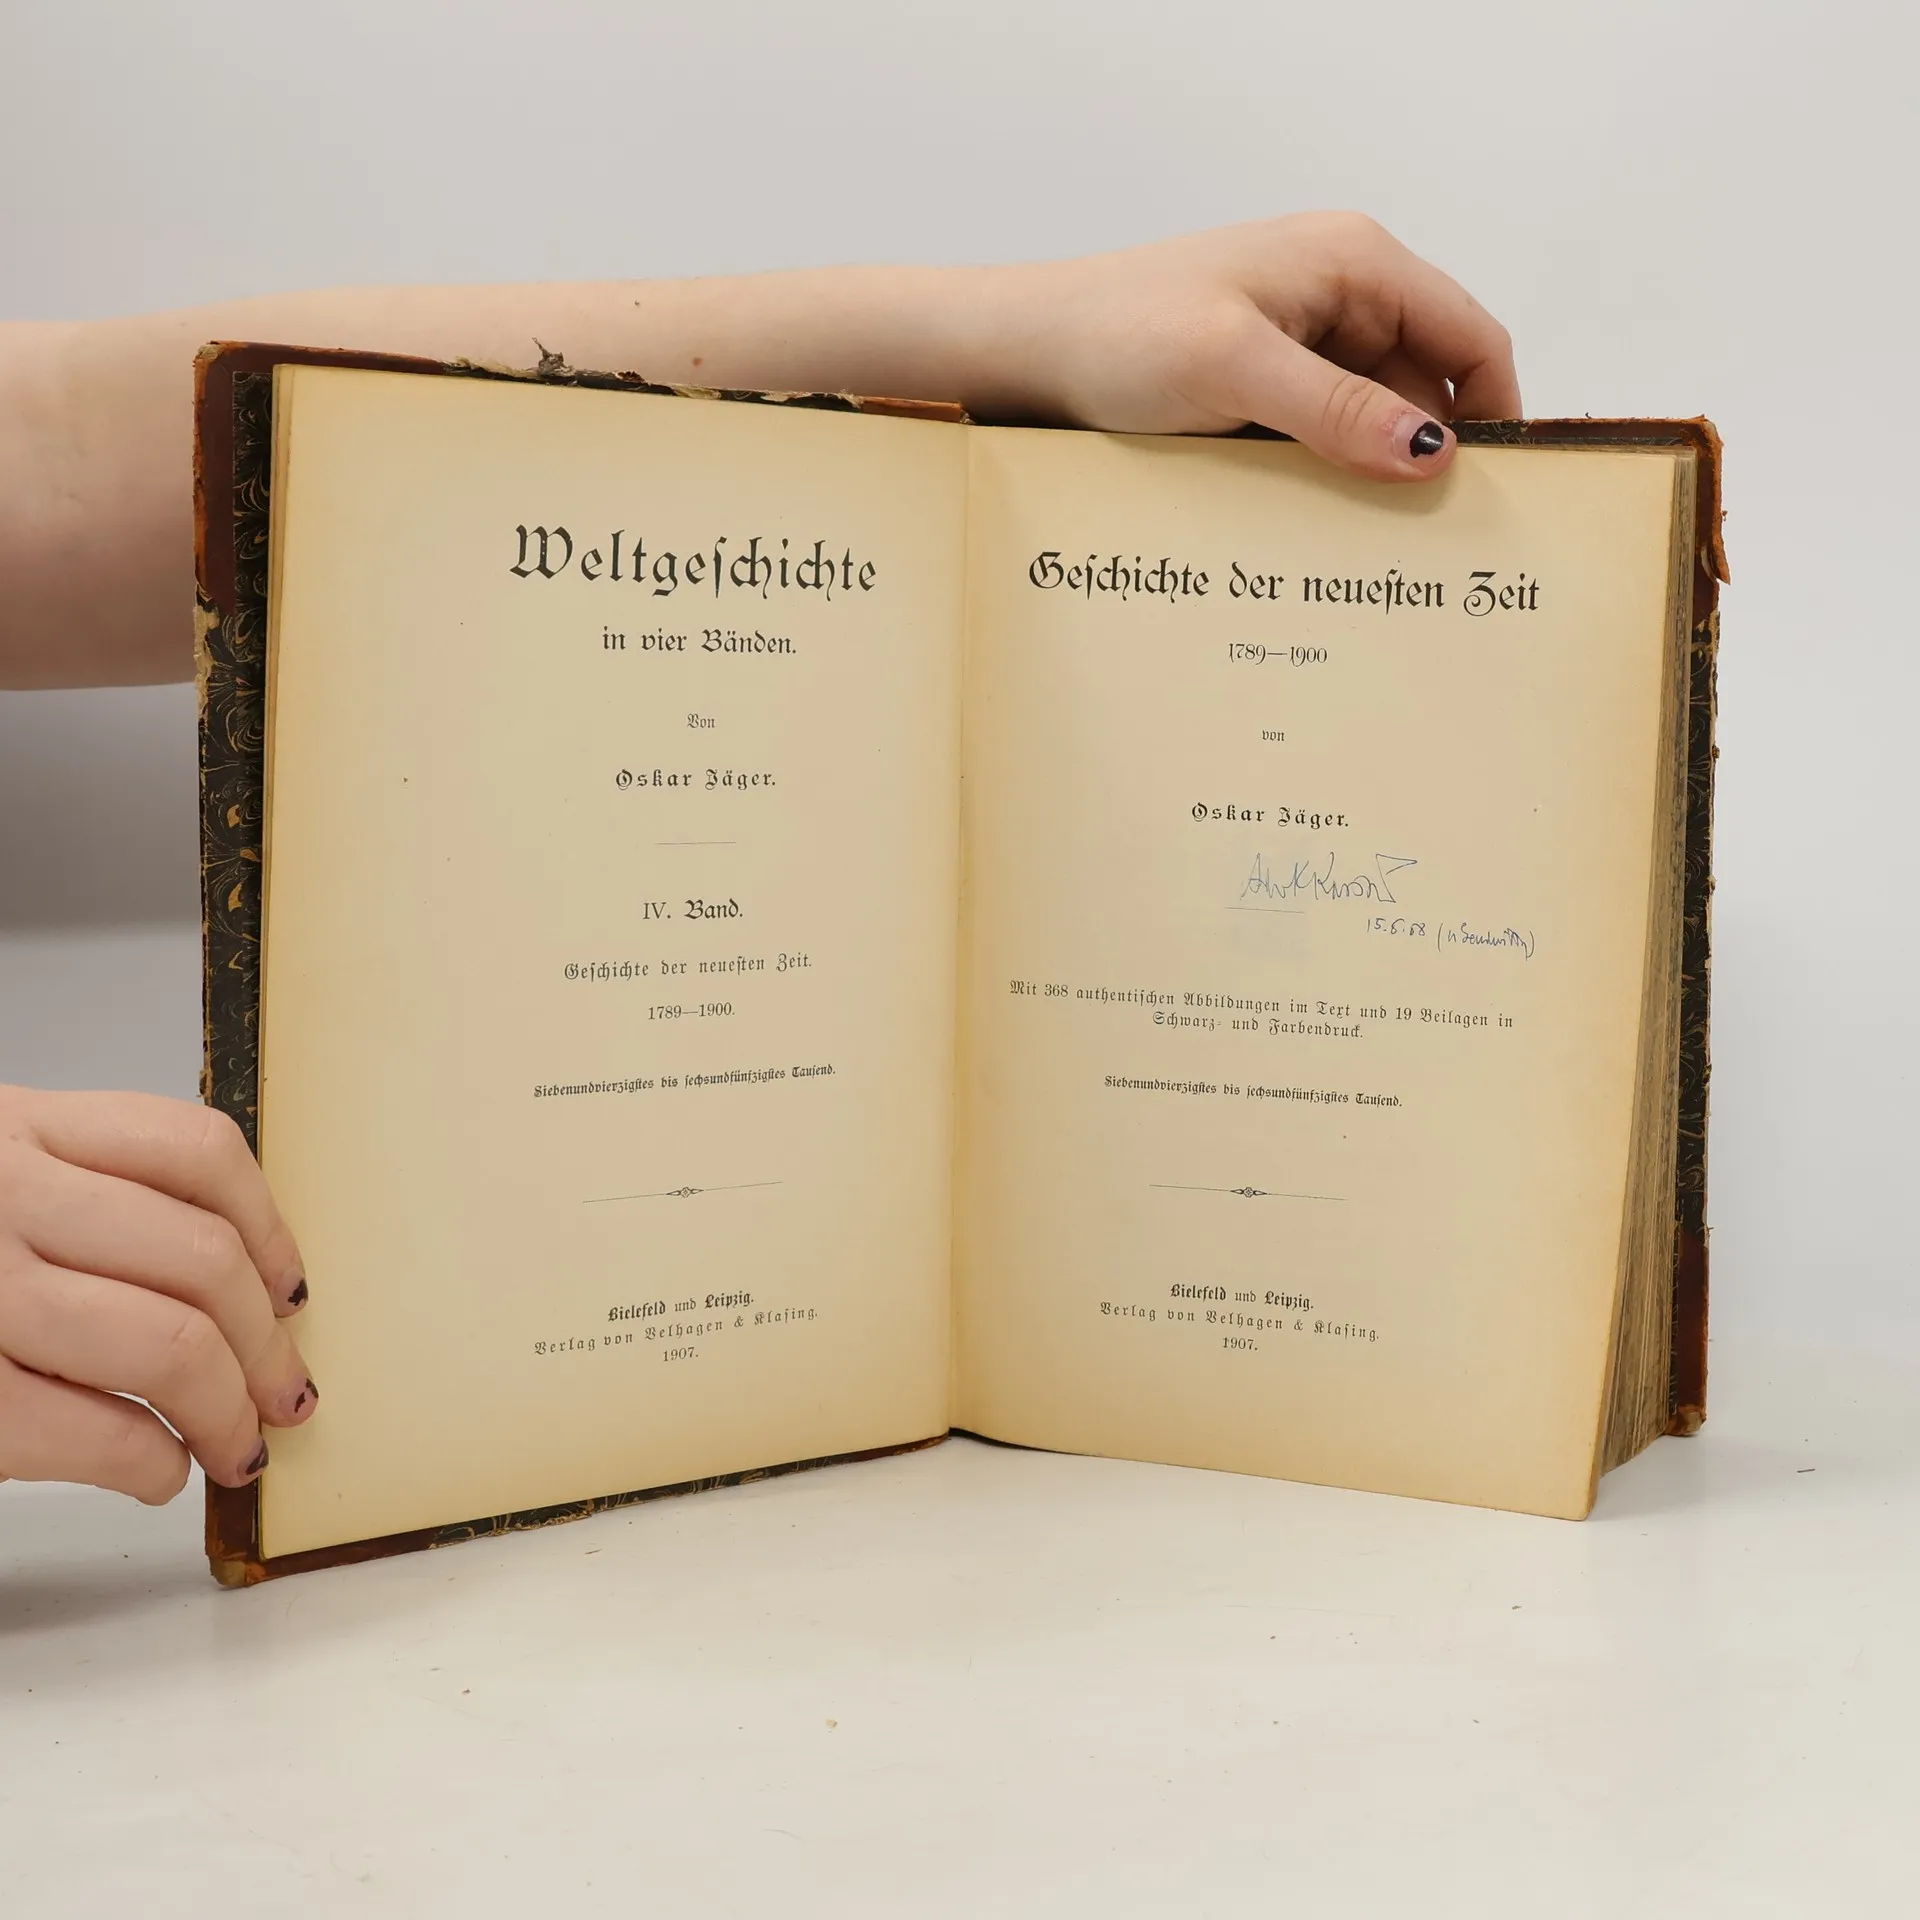 Weltgeſchichte
in vier Bänden.
Von
Oskar Jäger.
IV. Band.
Geſchichte der neueſten Zeit.
1789—1900.
Siebenundvierzigſtes bis ſechsundfünfzigſtes Tauſend.
Bielefeld und Leipzig.
Verlag von Velhagen & Klaſing.
1907.
Geſchichte der neueſten Zeit
1789—1900
von
Oskar Jäger.
15.6.68
Mit 368 authentiſchen Abbildungen im Text und 19 Beilagen in
Schwarz- und Farbendruck.
Siebenundvierzigſtes bis ſechsundfünfzigſtes Tauſend.
Bielefeld und Leipzig.
Verlag von Velhagen & Klaſing.
1907.